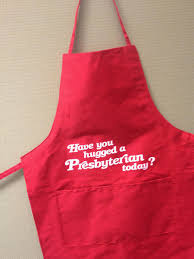 Have you
hugged a
Presbyterian
today?